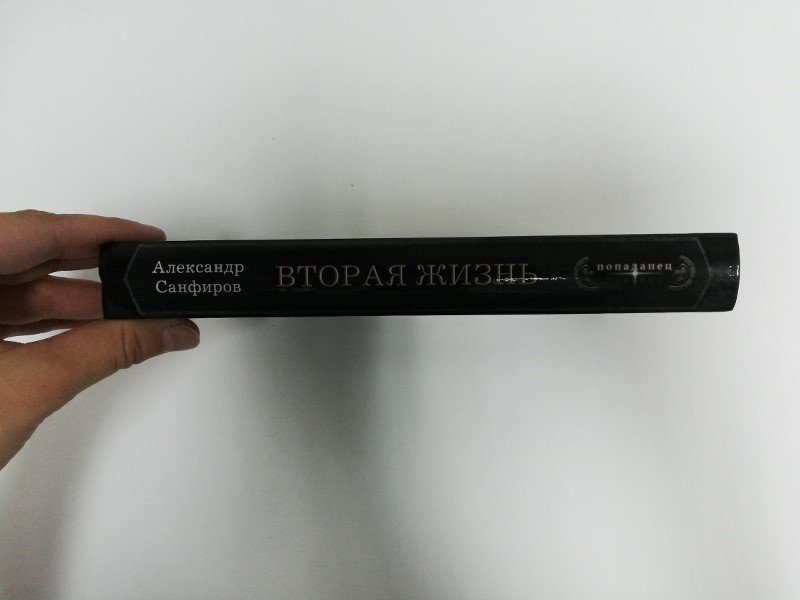 Александр
Санфиров
ВТОРАЯ ЖИЗНЬ
попаданец